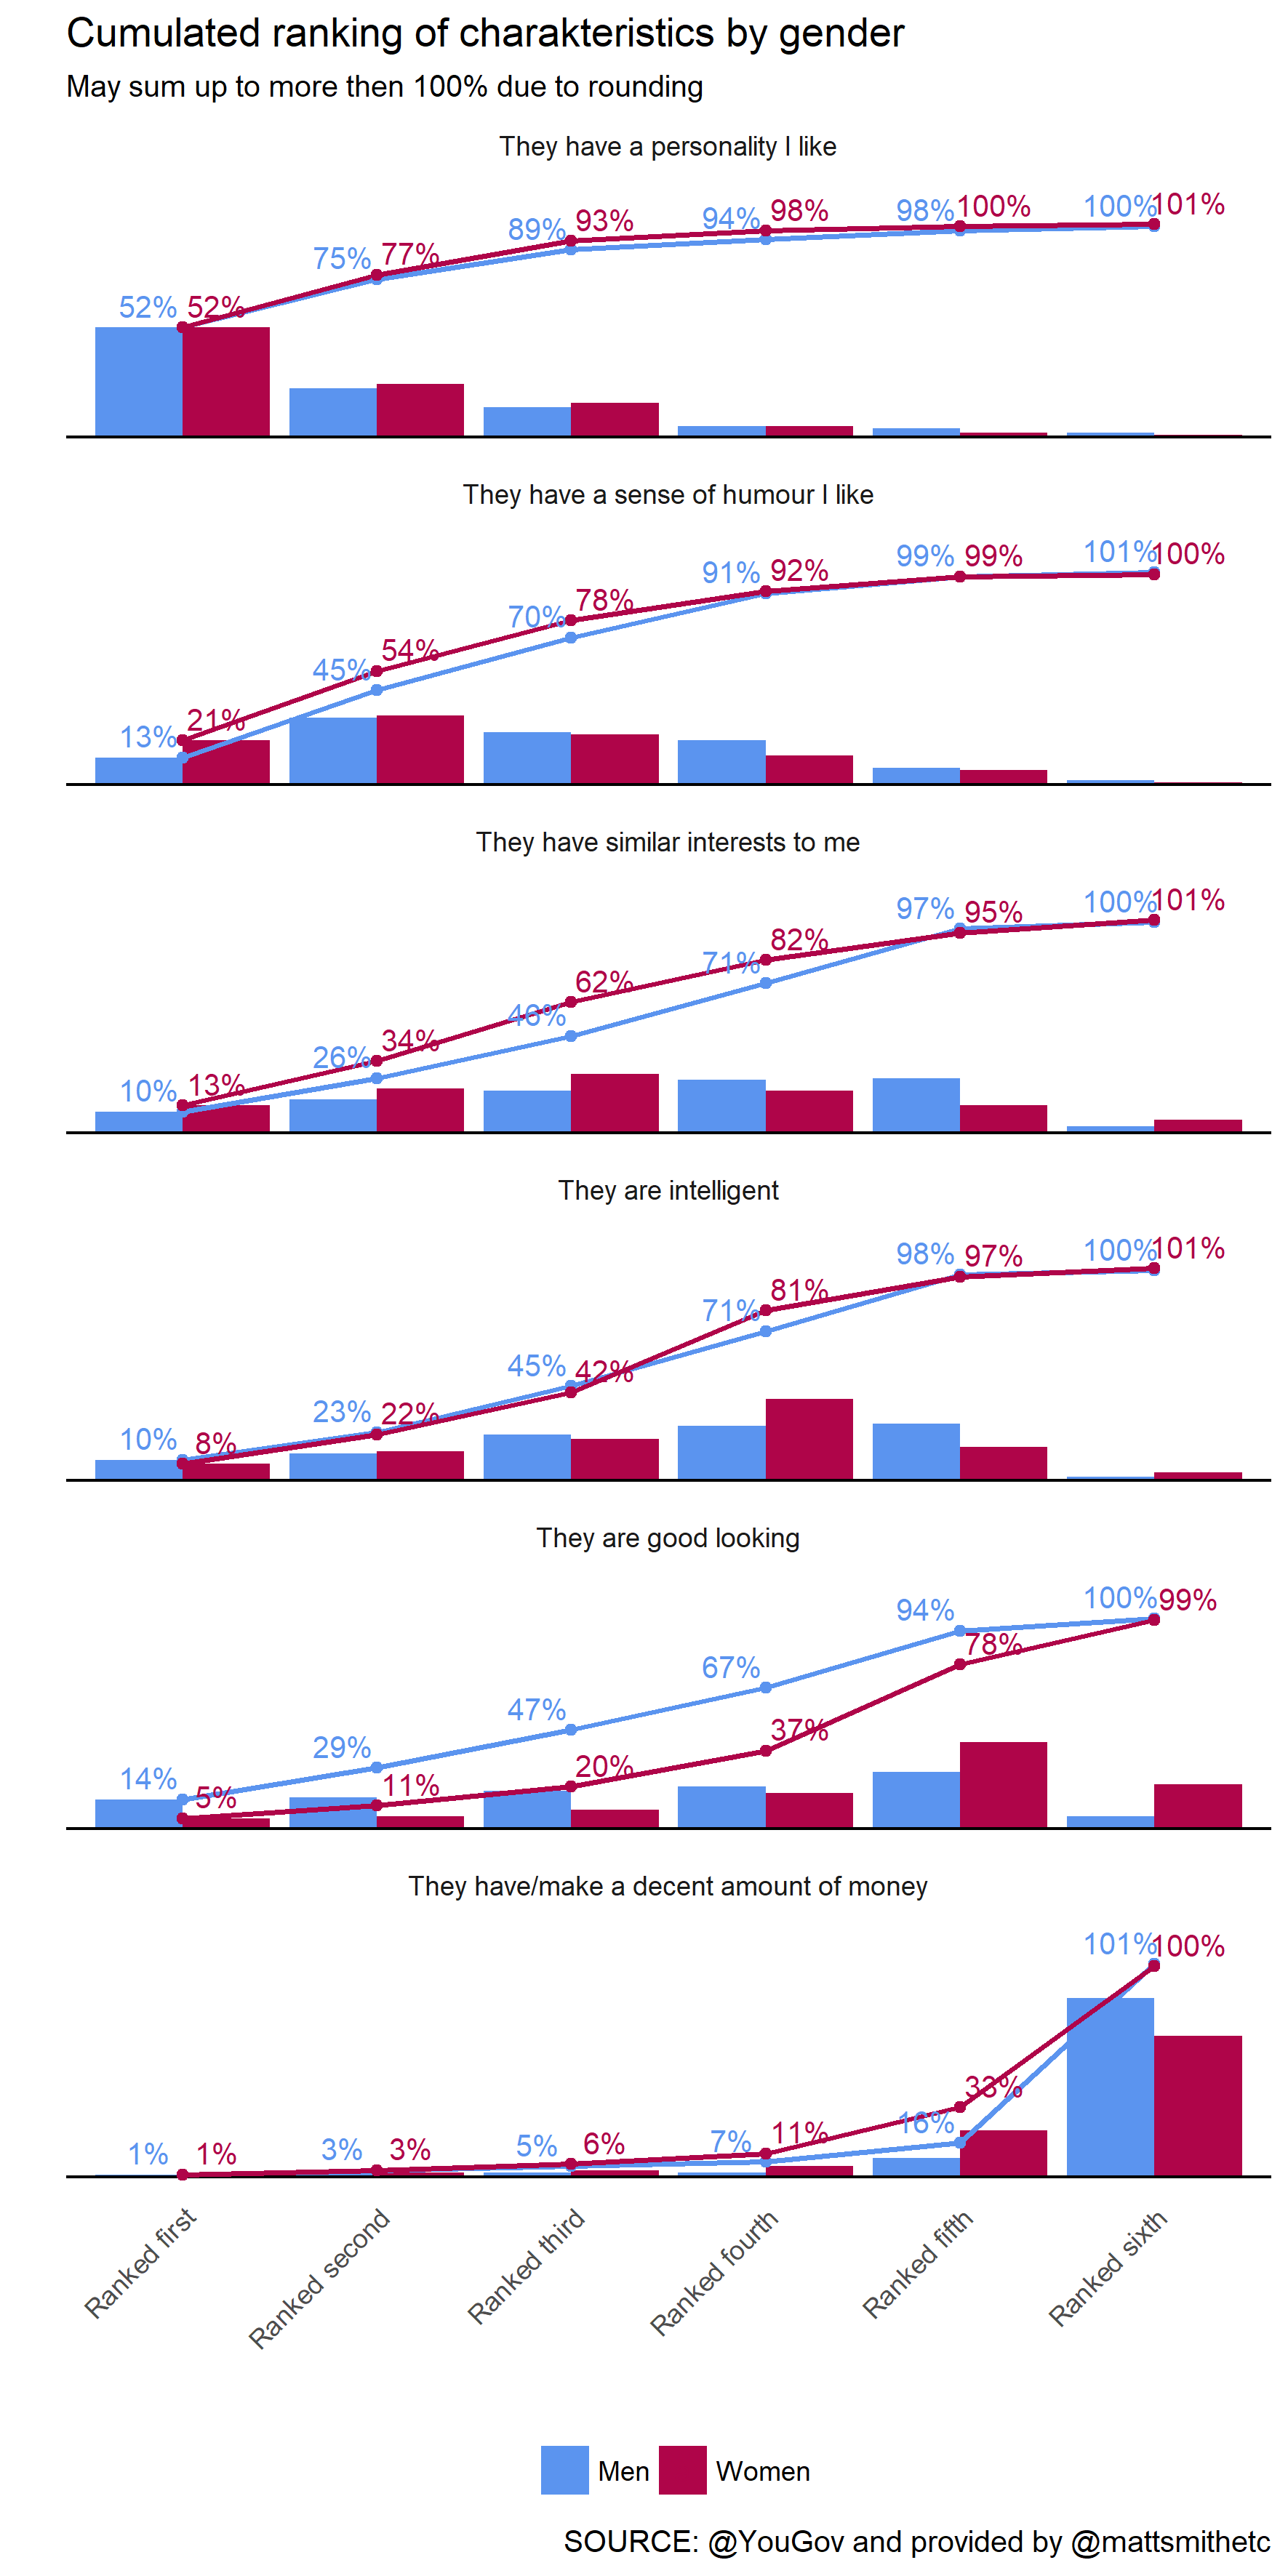 Cumulated ranking of charakteristics by gender
May sum up to more then 100% due to rounding
They have a personality I like
52% 52% 75% 77% 89% 93% 94% 98% 98% 100% 100% 101%
They have a sense of humour I like
13% 21% 45% 54% 70% 78% 91% 92% 99% 99% 101% 100%
They have similar interests to me
10% 13% 26% 34% 46% 62% 71% 82% 97% 95% 100% 101%
They are intelligent
10% 8% 23% 22% 45% 42% 71% 81% 98% 97% 100% 101%
They are good looking
14% 5% 29% 11% 47% 20% 67% 37% 94% 78% 100% 99%
They have/make a decent amount of money
1% 1% 3% 3% 5% 6% 7% 11% 16% 33% 101% 100%
Ranked first
Ranked second
Ranked third
Ranked fourth
Ranked fifth
Ranked sixth
Men Women
SOURCE: @YouGov and provided by @mattsmithetc